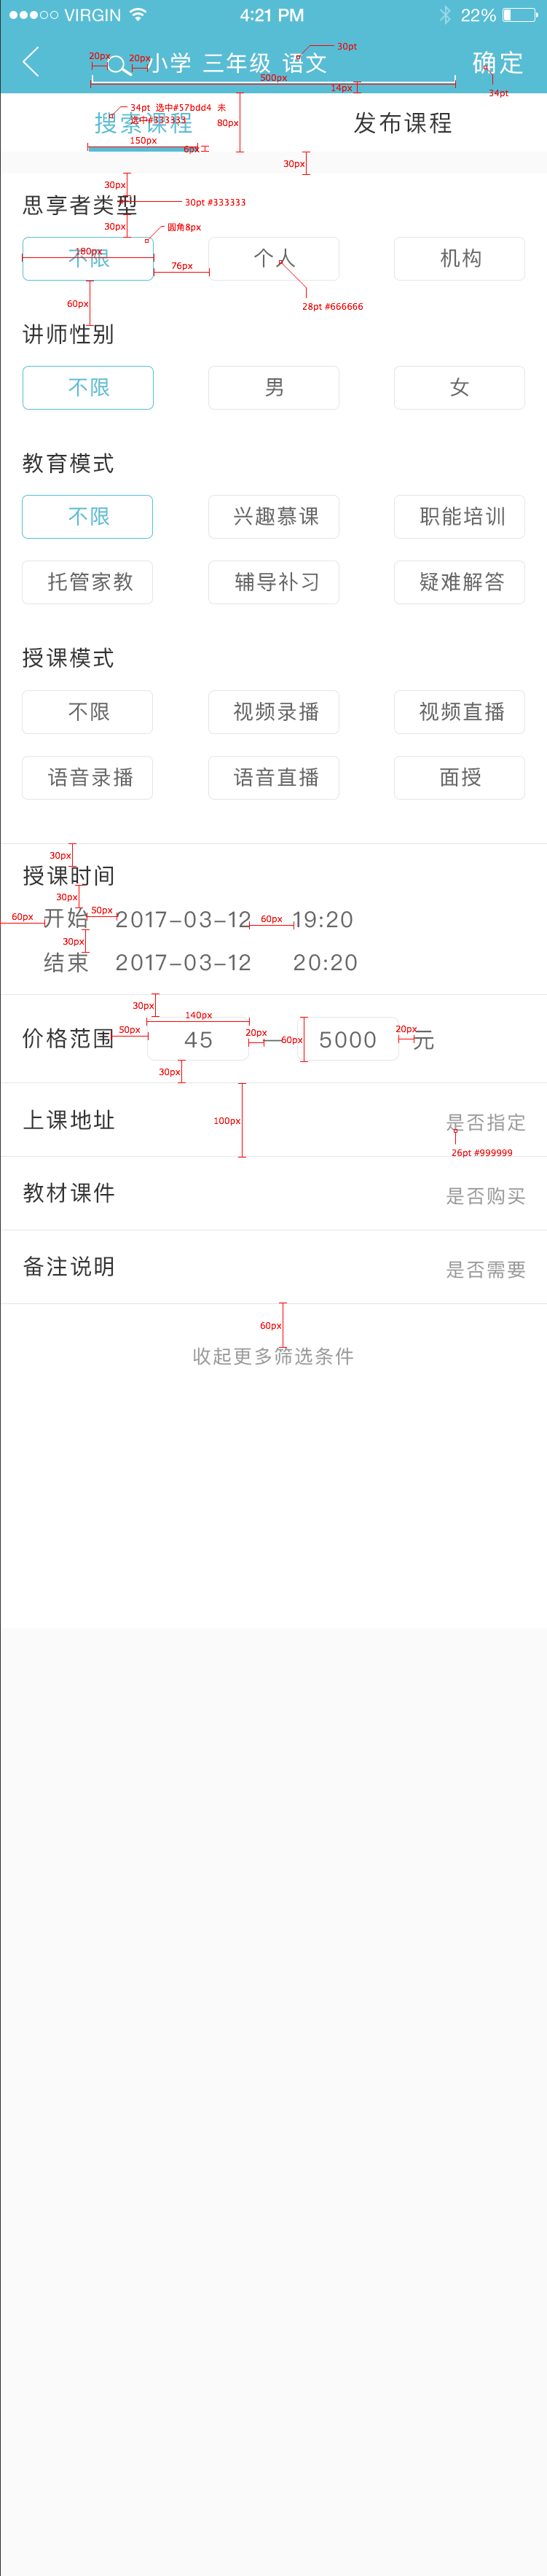 VIRGIN 4:21 PM 22%
30pt
20px 20px 小学 三年级 语文 确定
500px
14px
34pt
34pt 选中#57bdd4 未
选中#333333
搜索课程 80px 发布课程
150px
6px工
30px
30px
思享者类型 30pt #333333
30px 圆角8px
180px
不限 个人 机构
76px
60px 28pt #666666
讲师性别
不限 男 女
教育模式
不限 兴趣慕课 职能培训
托管家教 辅导补习 疑难解答
授课模式
不限 视频录播 视频直播
语音录播 语音直播 面授
30px
授课时间
30px
60px 开始 50px 2017-03-12 60px 19:20
30px
结束 2017-03-12 20:20
30px
140px
价格范围 50px 45 20px — 60px 5000 20px 元
30px
上课地址 100px 是否指定
26pt #999999
教材课件 是否购买
备注说明 是否需要
60px
收起更多筛选条件